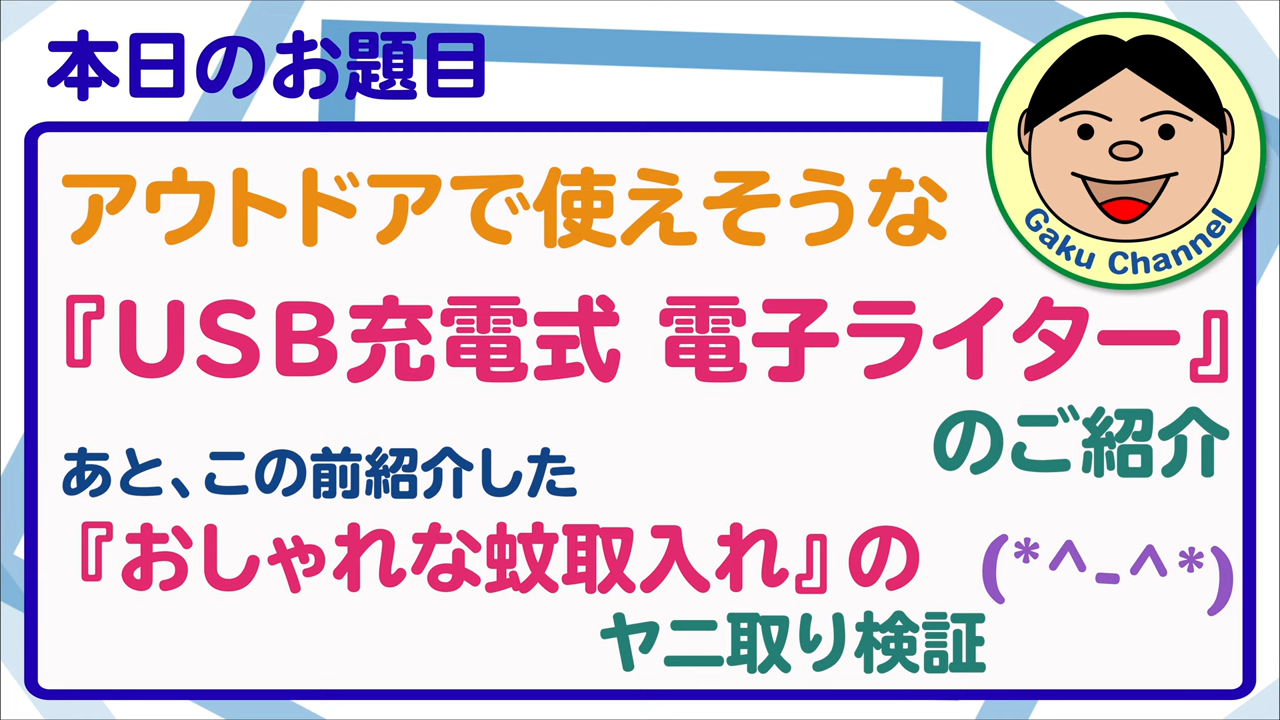 本日のお題目
アウトドアで使えそうな
『USB充電式 電子ライター』
のご紹介
あと、この前紹介した
『おしゃれな蚊取入れ』の
(*^-^*)
ヤニ取り検証
Gaku Channel